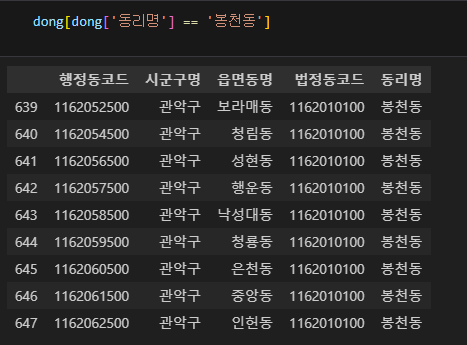 dong[dong['동리명'] == '봉천동']
행정동코드 시군구명 읍면동명 법정동코드 동리명
639 1162052500 관악구 보라매동 1162010100 봉천동
640 1162054500 관악구 청림동 1162010100 봉천동
641 1162056500 관악구 성현동 1162010100 봉천동
642 1162057500 관악구 행운동 1162010100 봉천동
643 1162058500 관악구 낙성대동 1162010100 봉천동
644 1162059500 관악구 청룡동 1162010100 봉천동
645 1162060500 관악구 은천동 1162010100 봉천동
646 1162061500 관악구 중앙동 1162010100 봉천동
647 1162062500 관악구 인헌동 1162010100 봉천동